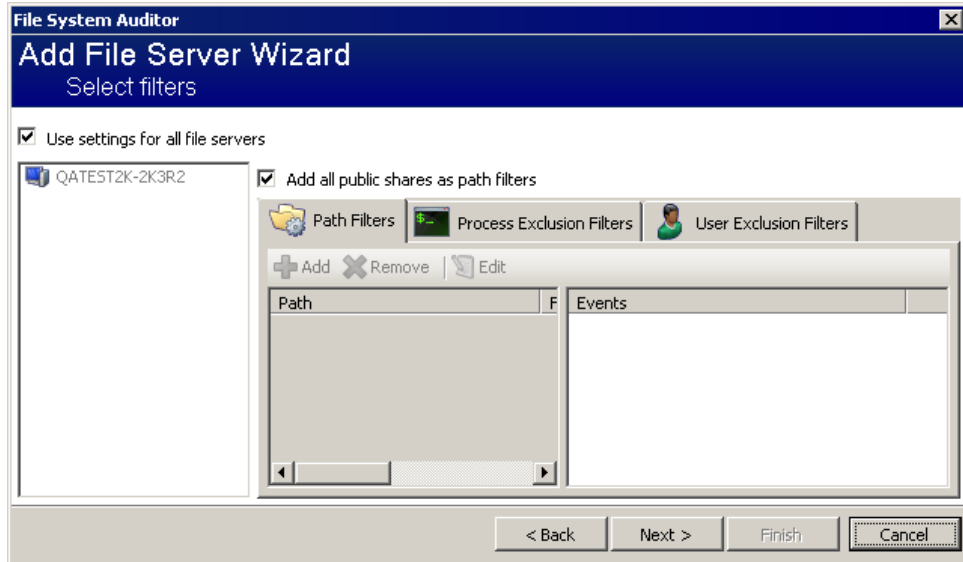 File System Auditor
Add File Server Wizard
Select filters
Use settings for all file servers
QATEST2K-2K3R2
Add all public shares as path filters
Path Filters
Process Exclusion Filters
User Exclusion Filters
Add Remove Edit
Path F Events
< Back Next > Finish Cancel